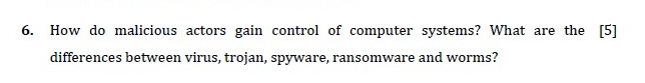 6. How do malicious actors gain control of computer systems? What are the [5]
differences between virus, trojan, spyware, ransomware and worms?